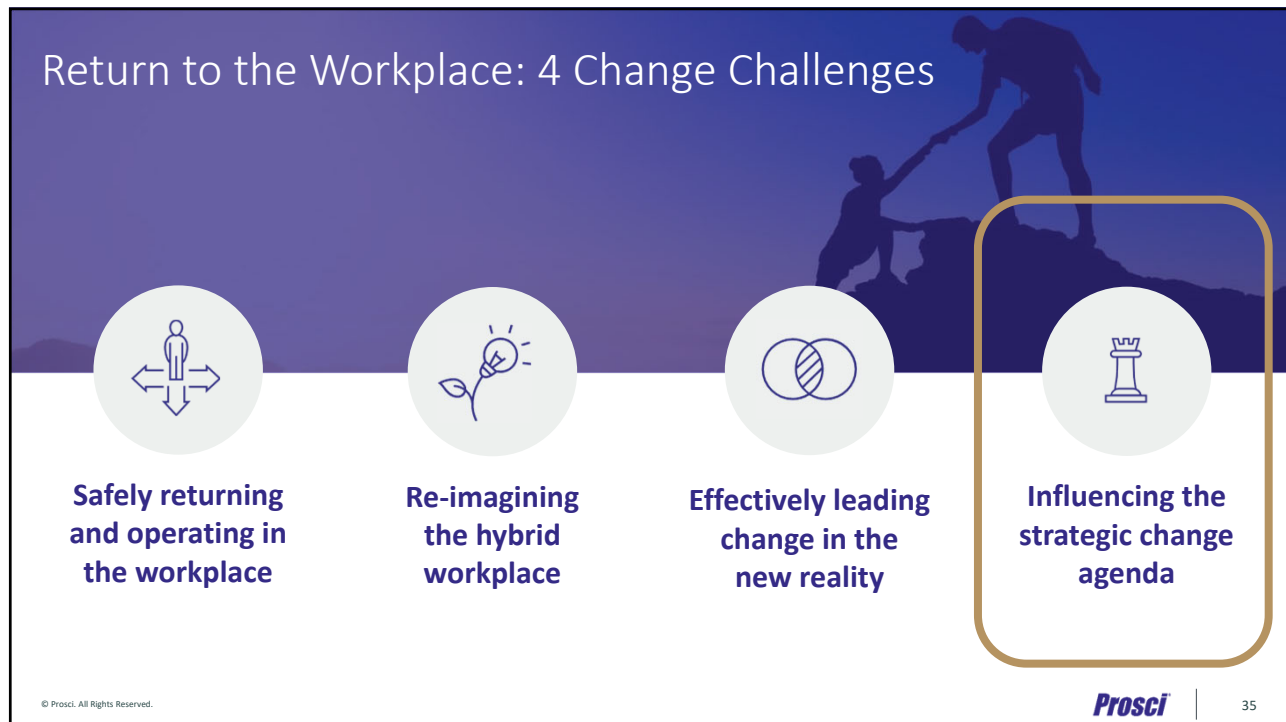 Return to the Workplace: 4 Change Challenges
Safely returning
and operating in
the workplace
Re-imagining
the hybrid
workplace
Effectively leading
change in the
new reality
Influencing the
strategic change
agenda
© Prosci. All Rights Reserved.
Prosci
35